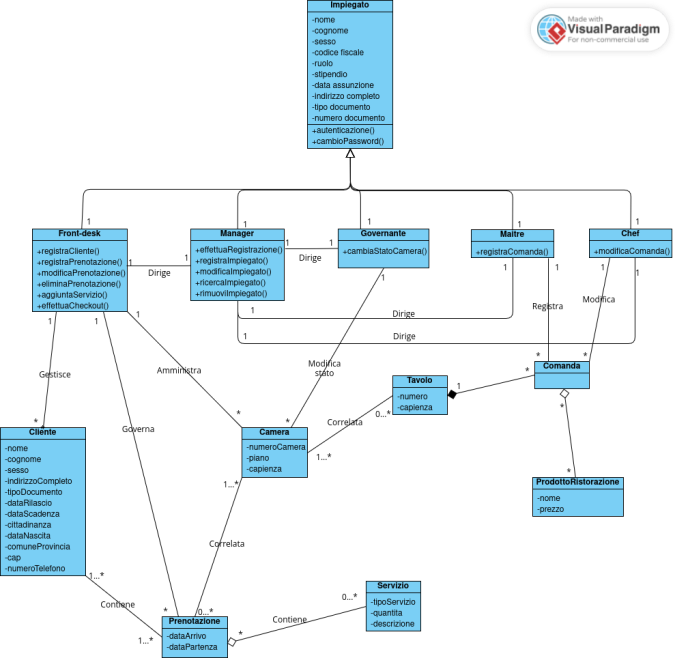 Impiegato
-nome
-cognome
-sesso
-codice fiscale
-ruolo
-stipendio
-data assunzione
-indirizzo completo
-tipo documento
-numero documento
+autenticazione()
+cambioPassword()
Made with
VisualParadigm
For non-commercial use
1
1
1
1
1
Front-desk
+registraCliente()
+registraPrenotazione()
+modificaPrenotazione()
+eliminaPrenotazione()
+aggiuntaServizio()
+effettuaCheckout()
Manager
+effettuaRegistrazione()
+registraImpiegato()
+modificaImpiegato()
+ricercaImpiegato()
+rimuoviImpiegato()
Governante
+cambiaStatoCamera()
Maitre
+registraComanda()
Chef
+modificaComanda()
1
1
Dirige
1
1
Dirige
1
1
Dirige
1
1
Dirige
1
*
Registra
1
*
Modifica
1
*
Gestisce
1
*
Governa
1
*
Amministra
1
*
Modifica
stato
Tavolo
-numero
-capienza
1
*
Comanda
*
*
ProdottoRistorazione
-nome
-prezzo
0...*
Correlata
1...*
Camera
-numeroCamera
-piano
-capienza
1...*
Correlata
0...*
Cliente
-nome
-cognome
-sesso
-indirizzoCompleto
-tipoDocumento
-dataRilascio
-dataScadenza
-cittadinanza
-dataNascita
-comuneProvincia
-cap
-numeroTelefono
1...*
Contiene
1...*
Prenotazione
-dataArrivo
-dataPartenza
*
Contiene
0...*
Servizio
-tipoServizio
-quantita
-descrizione